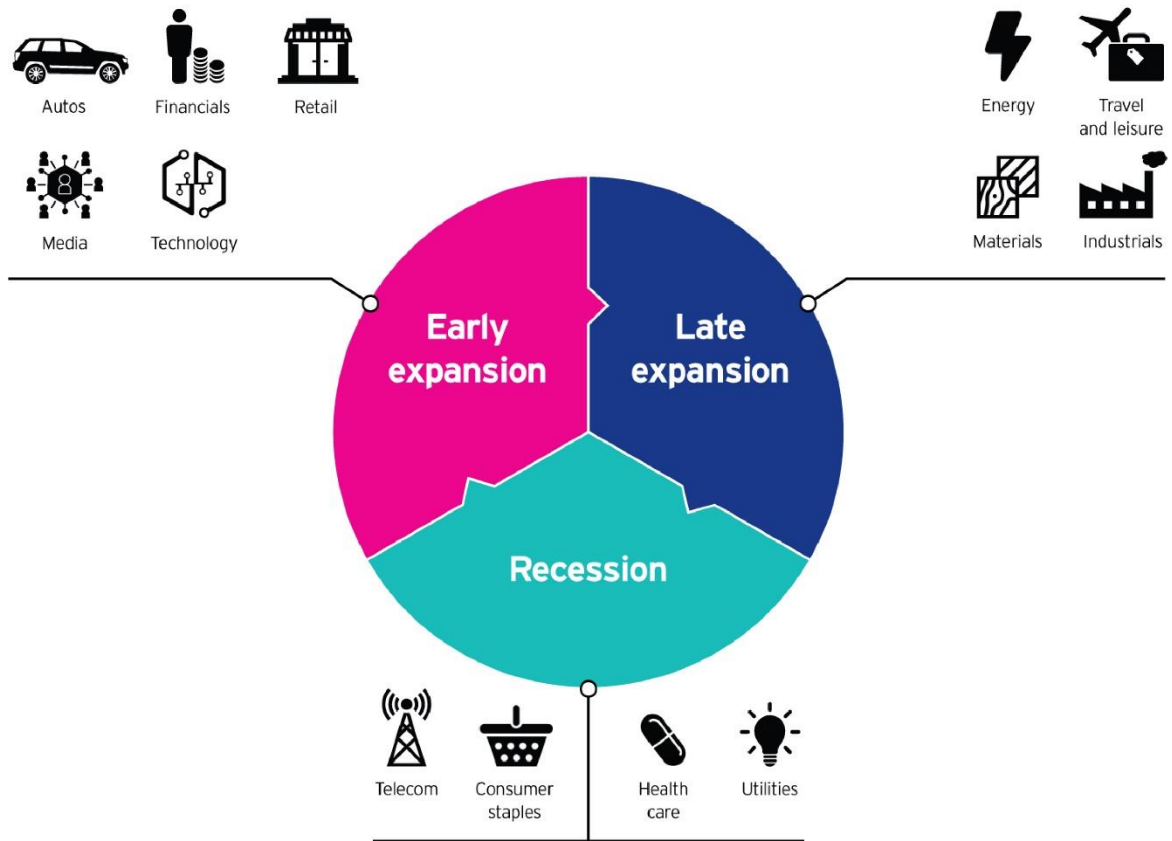 Autos
Financials
Retail
Media
Technology
Energy
Travel
and leisure
Materials
Industrials
Early
expansion
Late
expansion
Recession
Telecom
Consumer
staples
Health
care
Utilities